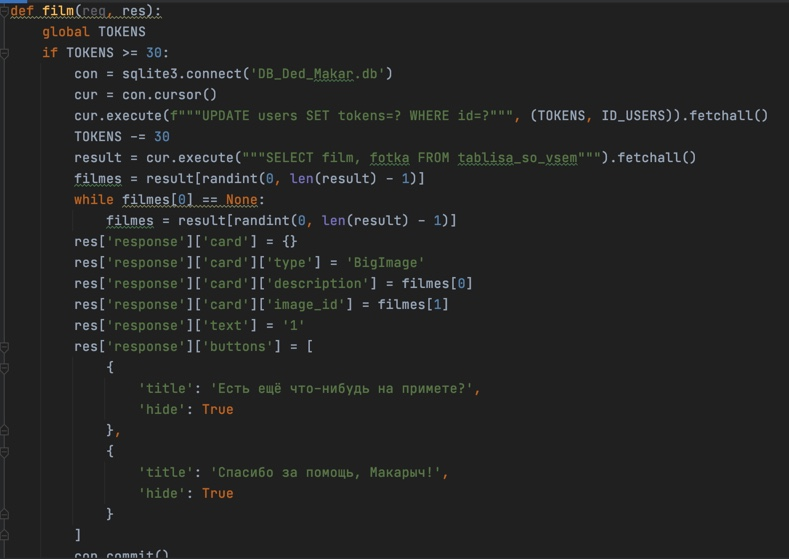 def film(req, res):
    global TOKENS
    if TOKENS >= 30:
        con = sqlite3.connect('DB_Ded_Makar.db')
        cur = con.cursor()
        cur.execute(f"""UPDATE users SET tokens=? WHERE id=?""", (TOKENS, ID_USERS)).fetchall()
        TOKENS -= 30
        result = cur.execute("""SELECT film, fotka FROM tablisa_so_vsem""").fetchall()
        filmes = result[randint(0, len(result) - 1)]
        while filmes[0] == None:
            filmes = result[randint(0, len(result) - 1)]
        res['response']['card'] = {}
        res['response']['card']['type'] = 'BigImage'
        res['response']['card']['description'] = filmes[0]
        res['response']['card']['image_id'] = filmes[1]
        res['response']['text'] = '1'
        res['response']['buttons'] = [
            {
                'title': 'Есть ещё что-нибудь на примете?',
                'hide': True
            },
            {
                'title': 'Спасибо за помощь, Макарыч!',
                'hide': True
            }
        ]
        con.commit()